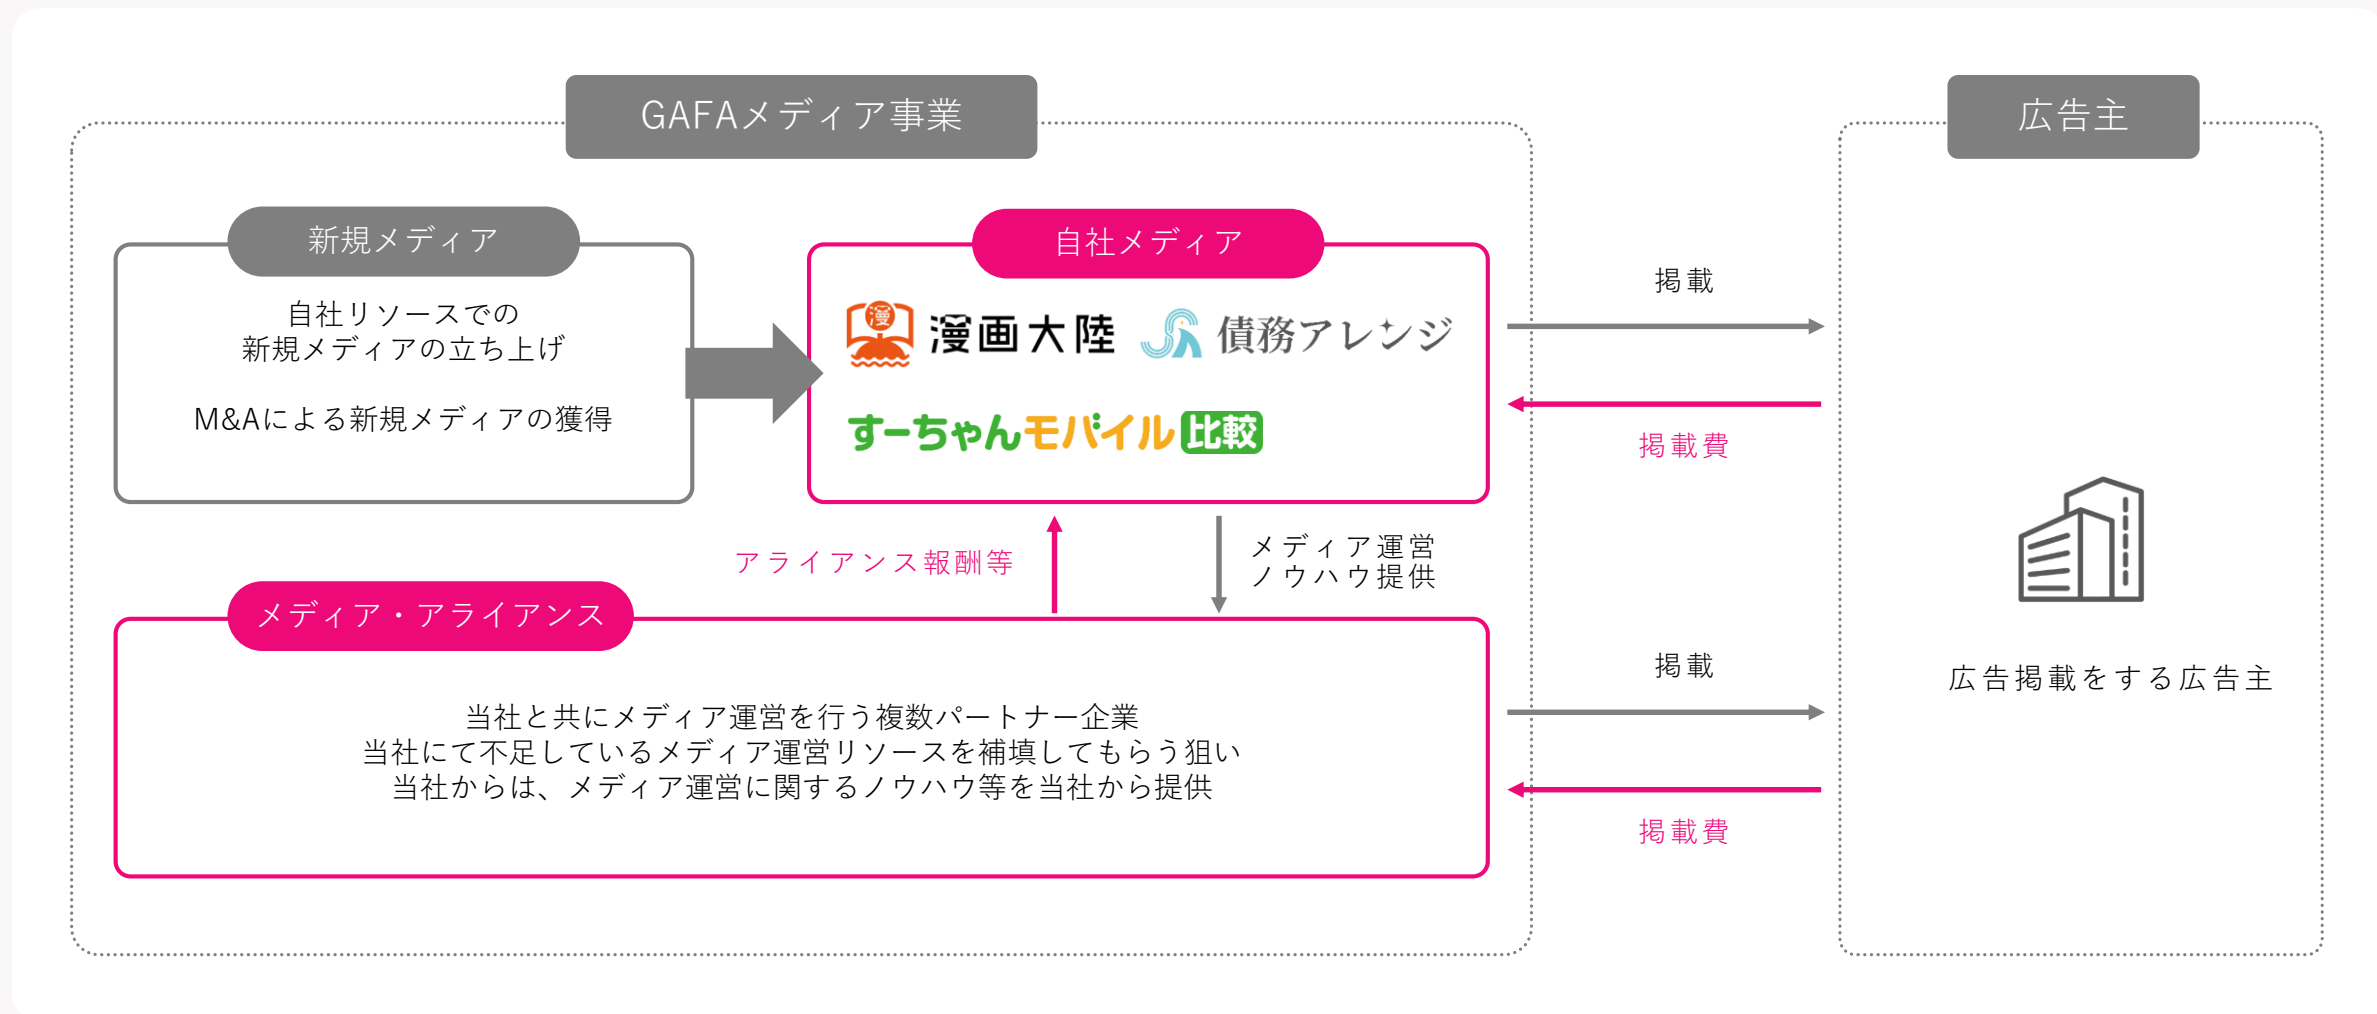 GAFAメディア事業
広告主
新規メディア
自社リソースでの
新規メディアの立ち上げ
M&Aによる新規メディアの獲得
自社メディア
漫
漫画大陸
債務アレンジ
すーちゃんモバイル比較
掲載
掲載費
アライアンス報酬等
メディア運営
ノウハウ提供
メディア・アライアンス
当社と共にメディア運営を行う複数パートナー企業
当社にて不足しているメディア運営リソースを補填してもらう狙い
当社からは、メディア運営に関するノウハウ等を当社から提供
掲載
掲載費
広告掲載をする広告主